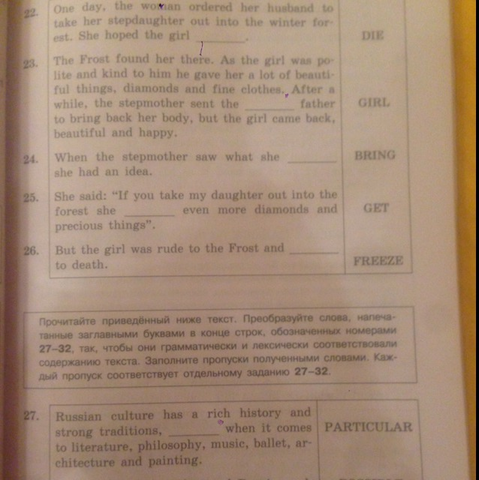 22. One day, the woman ordered her husband to
take her stepdaughter out into the winter for-
est. She hoped the girl ______. DIE
23. The Frost found her there. As the girl was po-
lite and kind to him he gave her a lot of beauti-
ful things, diamonds and fine clothes. After a
while, the stepmother sent the ______ father GIRL
to bring back her body, but the girl came back,
beautiful and happy.
24. When the stepmother saw what she ______ BRING
she had an idea.
25. She said: “If you take my daughter out into the
forest she ______ even more diamonds and GET
precious things”.
26. But the girl was rude to the Frost and ______
to death. FREEZE
Прочитайте приведённый ниже текст. Преобразуйте слова, напеча-
танные заглавными буквами в конце строк, обозначенных номерами
27–32, так, чтобы они грамматически и лексически соответствовали
содержанию текста. Заполните пропуски полученными словами. Каж-
дый пропуск соответствует отдельному заданию 27–32.
27. Russian culture has a rich history and
strong traditions, ______ when it comes PARTICULAR
to literature, philosophy, music, ballet, ar-
chitecture and painting.